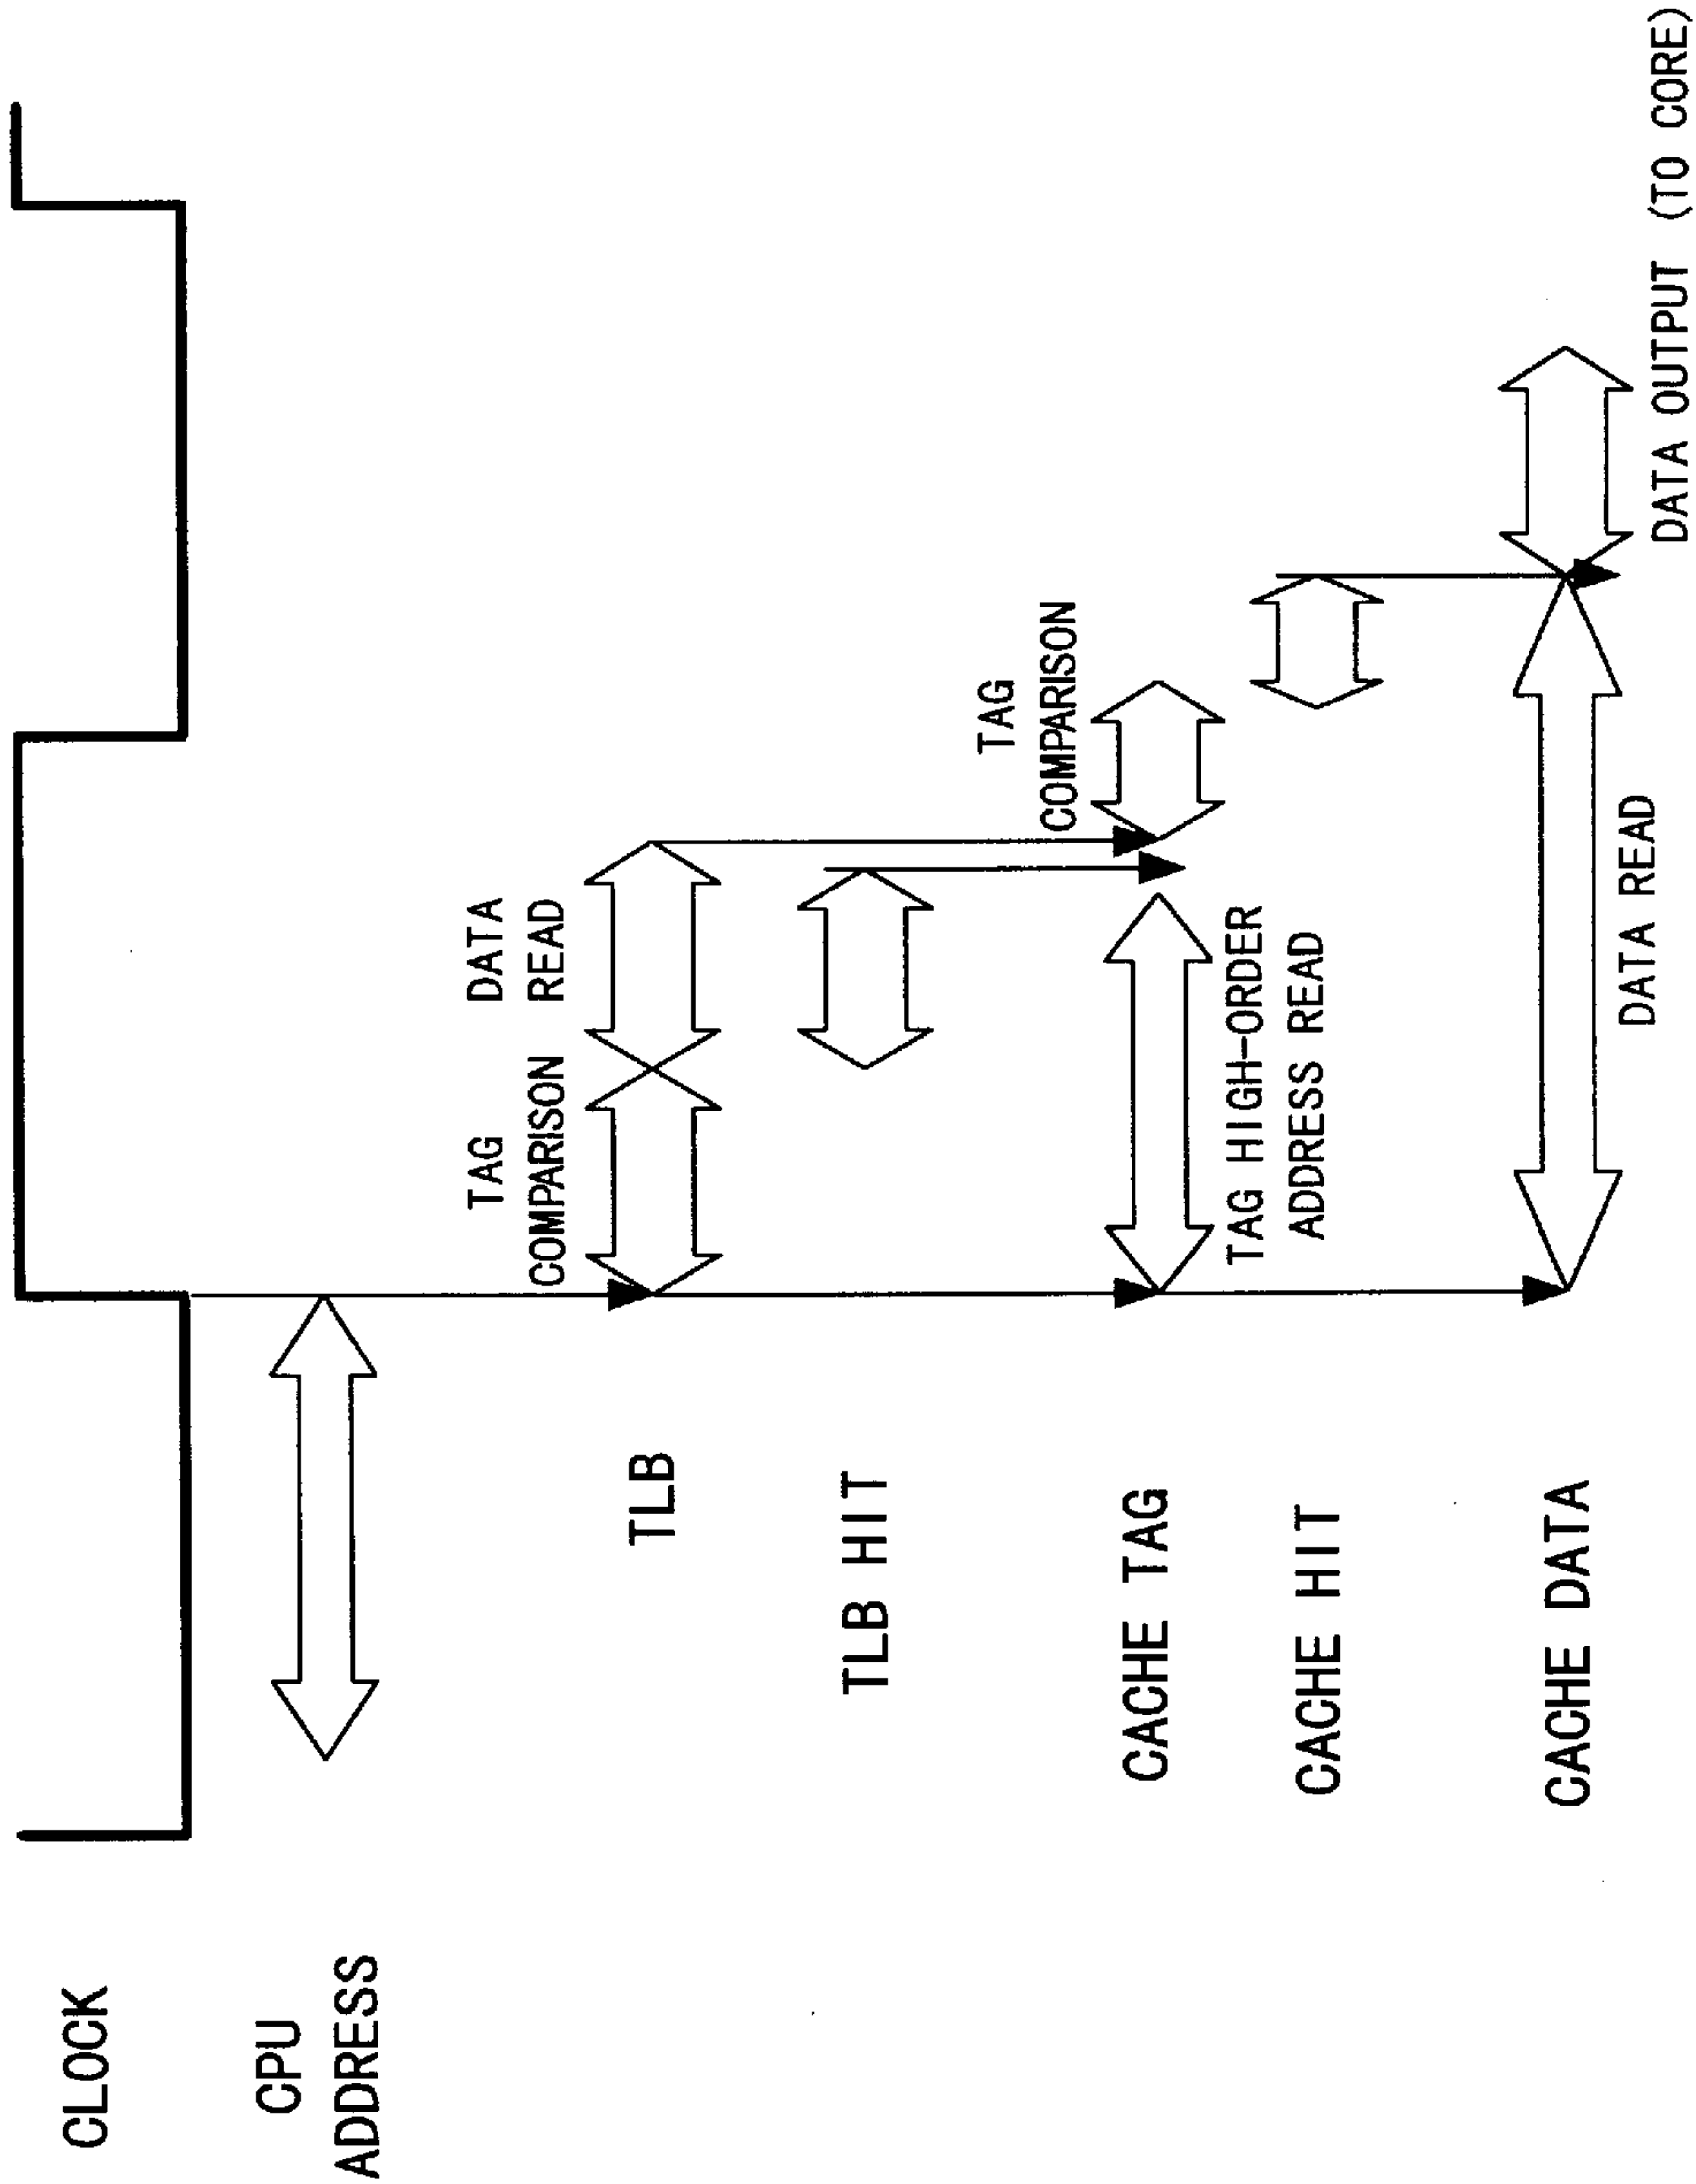 CLOCK
CPU
ADDRESS
TAG
COMPARISON
DATA
READ
TLB
TLB HIT
TAG
COMPARISON
CACHE TAG
TAG HIGH-ORDER
ADDRESS READ
CACHE HIT
CACHE DATA
DATA READ
DATA OUTPUT (TO CORE)